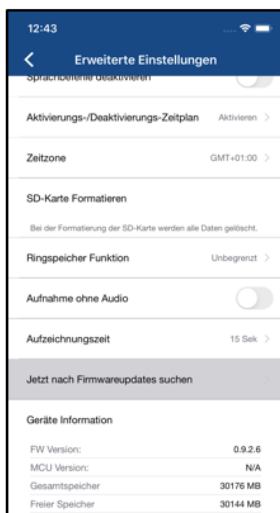 12:43
Erweiterte Einstellungen
Sprachbefehle deaktivieren
Aktivierungs-/Deaktivierungs-Zeitplan Aktivieren
Zeitzone GMT+01:00
SD-Karte Formatieren
Bei der Formatierung der SD-Karte werden alle Daten gelöscht.
Ringspeicher Funktion Unbegrenzt
Aufnahme ohne Audio
Aufzeichnungszeit 15 Sek
Jetzt nach Firmwareupdates suchen
Geräte Information
FW Version: 0.9.2.6
MCU Version: N/A
Gesamtspeicher 30176 MB
Freier Speicher 30144 MB